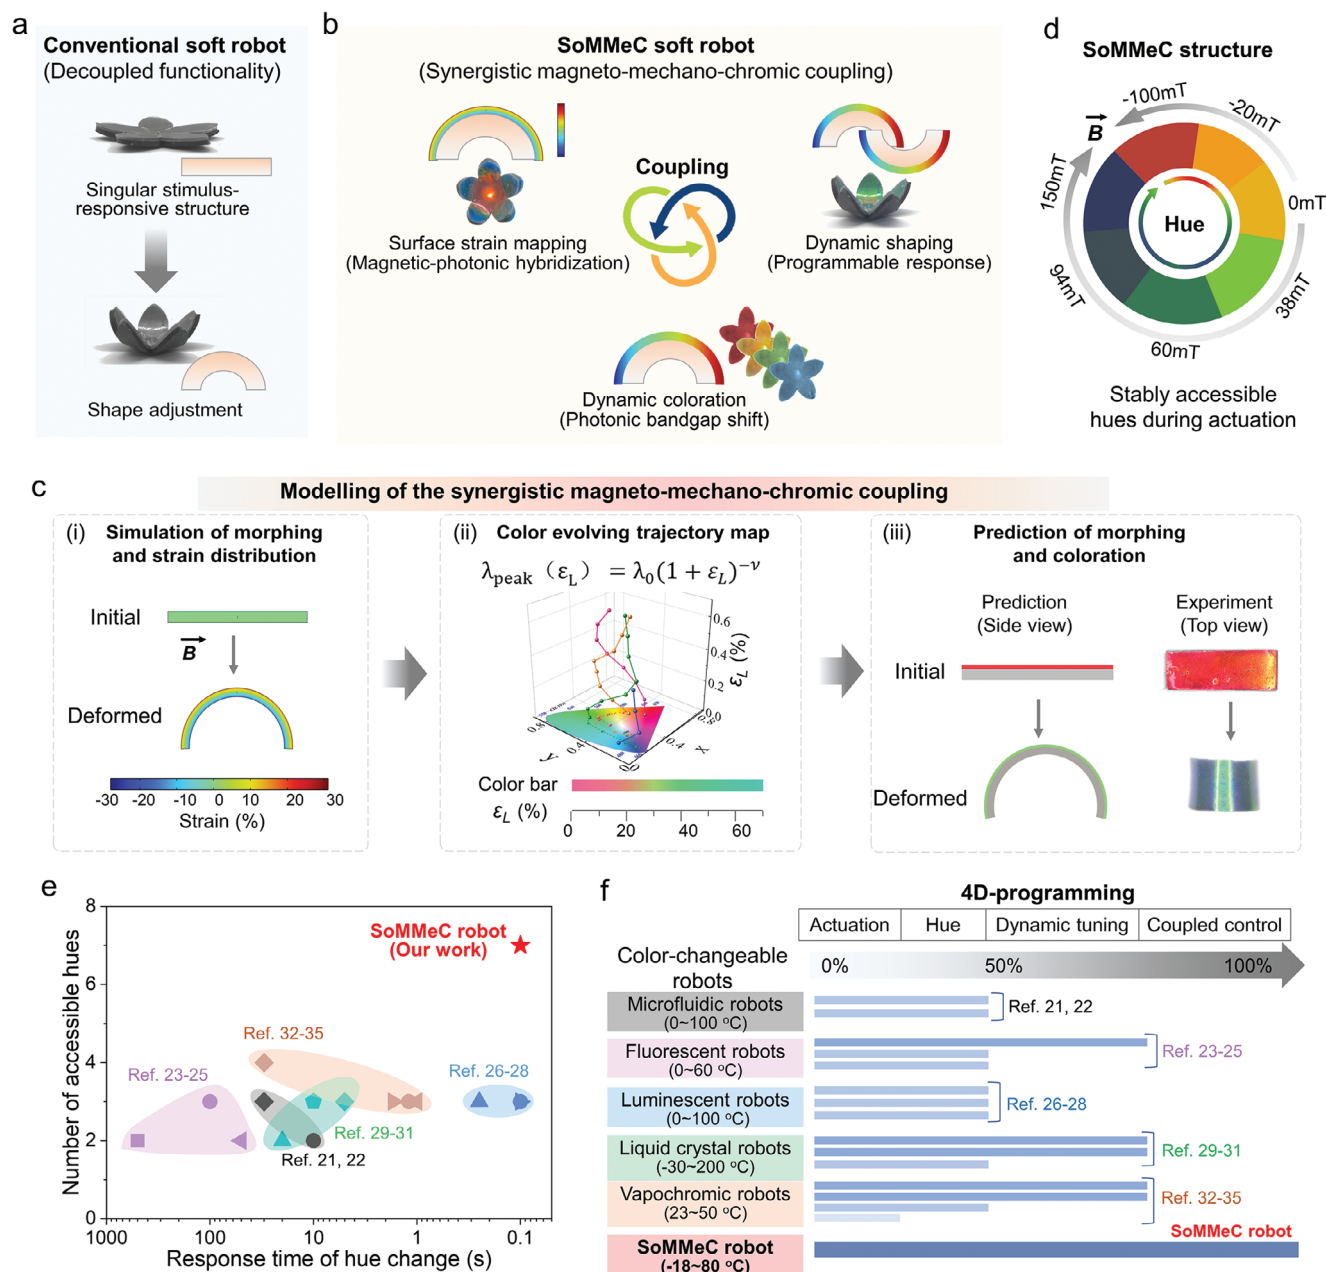 a
Conventional soft robot
(Decoupled functionality)
Singular stimulus-
responsive structure
Shape adjustment
b
SoMMeC soft robot
(Synergistic magneto-mechano-chromic coupling)
Coupling
Surface strain mapping
(Magnetic-photonic hybridization)
Dynamic shaping
(Programmable response)
Dynamic coloration
(Photonic bandgap shift)
d
SoMMeC structure
-100mT
-20mT
B
150mT
0mT
Hue
94mT
38mT
60mT
Stably accessible
hues during actuation
c
Modelling of the synergistic magneto-mechano-chromic coupling
(i)
Simulation of morphing
and strain distribution
Initial
B
Deformed
-30 -20 -10 0 10 20 30
Strain (%)
(ii)
Color evolving trajectory map
λpeak (εL) = λ0(1 + εL)^-ν
0.6
0.4
0.2
0.0
εL (%)
0.8
0.4
0.0
y
0.8
0.4
x
Color bar
εL (%)
0 20 40 60
(iii)
Prediction of morphing
and coloration
Prediction
(Side view)
Experiment
(Top view)
Initial
Deformed
e
8
6
4
2
0
Number of accessible hues
SoMMeC robot
(Our work)
Ref. 32-35
Ref. 23-25
Ref. 26-28
Ref. 29-31
Ref. 21, 22
1000 100 10 1 0.1
Response time of hue change (s)
f
4D-programming
Actuation Hue Dynamic tuning Coupled control
Color-changeable
robots
0% 50% 100%
Microfluidic robots
(0~100 °C)
Ref. 21, 22
Fluorescent robots
(0~60 °C)
Ref. 23-25
Luminescent robots
(0~100 °C)
Ref. 26-28
Liquid crystal robots
(-30~200 °C)
Ref. 29-31
Vapochromic robots
(23~50 °C)
Ref. 32-35
SoMMeC robot
SoMMeC robot
(-18~80 °C)